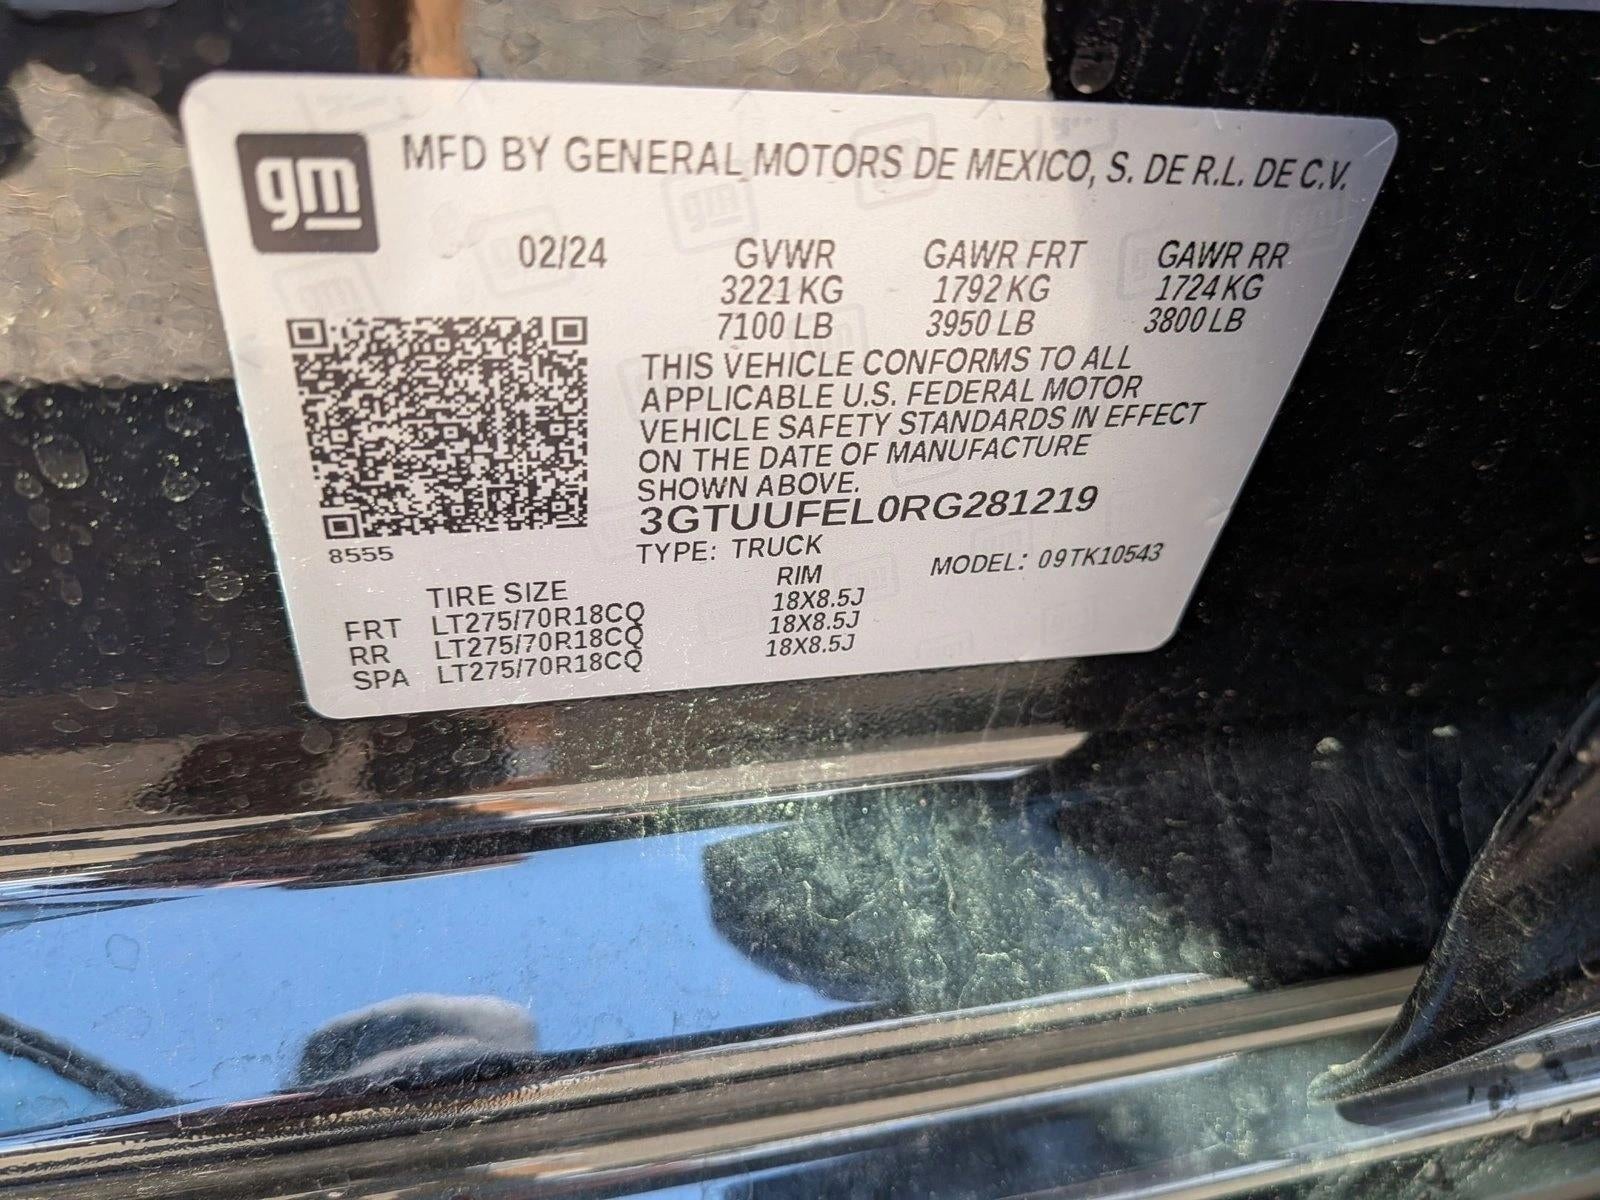 gm
MFD BY GENERAL MOTORS DE MEXICO, S. DE R.L. DE C.V.
02/24 GVWR GAWR FRT GAWR RR
3221 KG 1792 KG 1724 KG
7100 LB 3950 LB 3800 LB
THIS VEHICLE CONFORMS TO ALL
APPLICABLE U.S. FEDERAL MOTOR
VEHICLE SAFETY STANDARDS IN EFFECT
ON THE DATE OF MANUFACTURE
SHOWN ABOVE.
3GTUUFEL0RG281219
8555
TYPE: TRUCK MODEL: 09TK10543
TIRE SIZE RIM
FRT LT275/70R18CQ 18X8.5J
RR LT275/70R18CQ 18X8.5J
SPA LT275/70R18CQ 18X8.5J